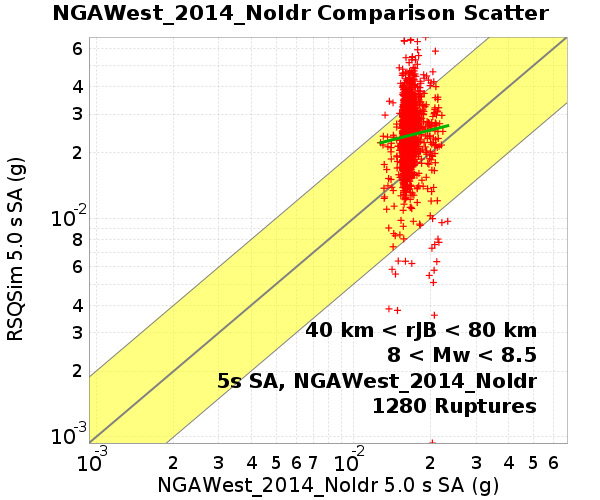 NGAWest_2014_NoIdr Comparison Scatter
RSQSim 5.0 s SA (g)
6
4
3
2
10-2
8
6
4
3
2
10-3
40 km < rJB < 80 km
8 < Mw < 8.5
5s SA, NGAWest_2014_NoIdr
1280 Ruptures
10-3 2 3 4 5 6 7 10-2 2 3 4 5 6
NGAWest_2014_NoIdr 5.0 s SA (g)